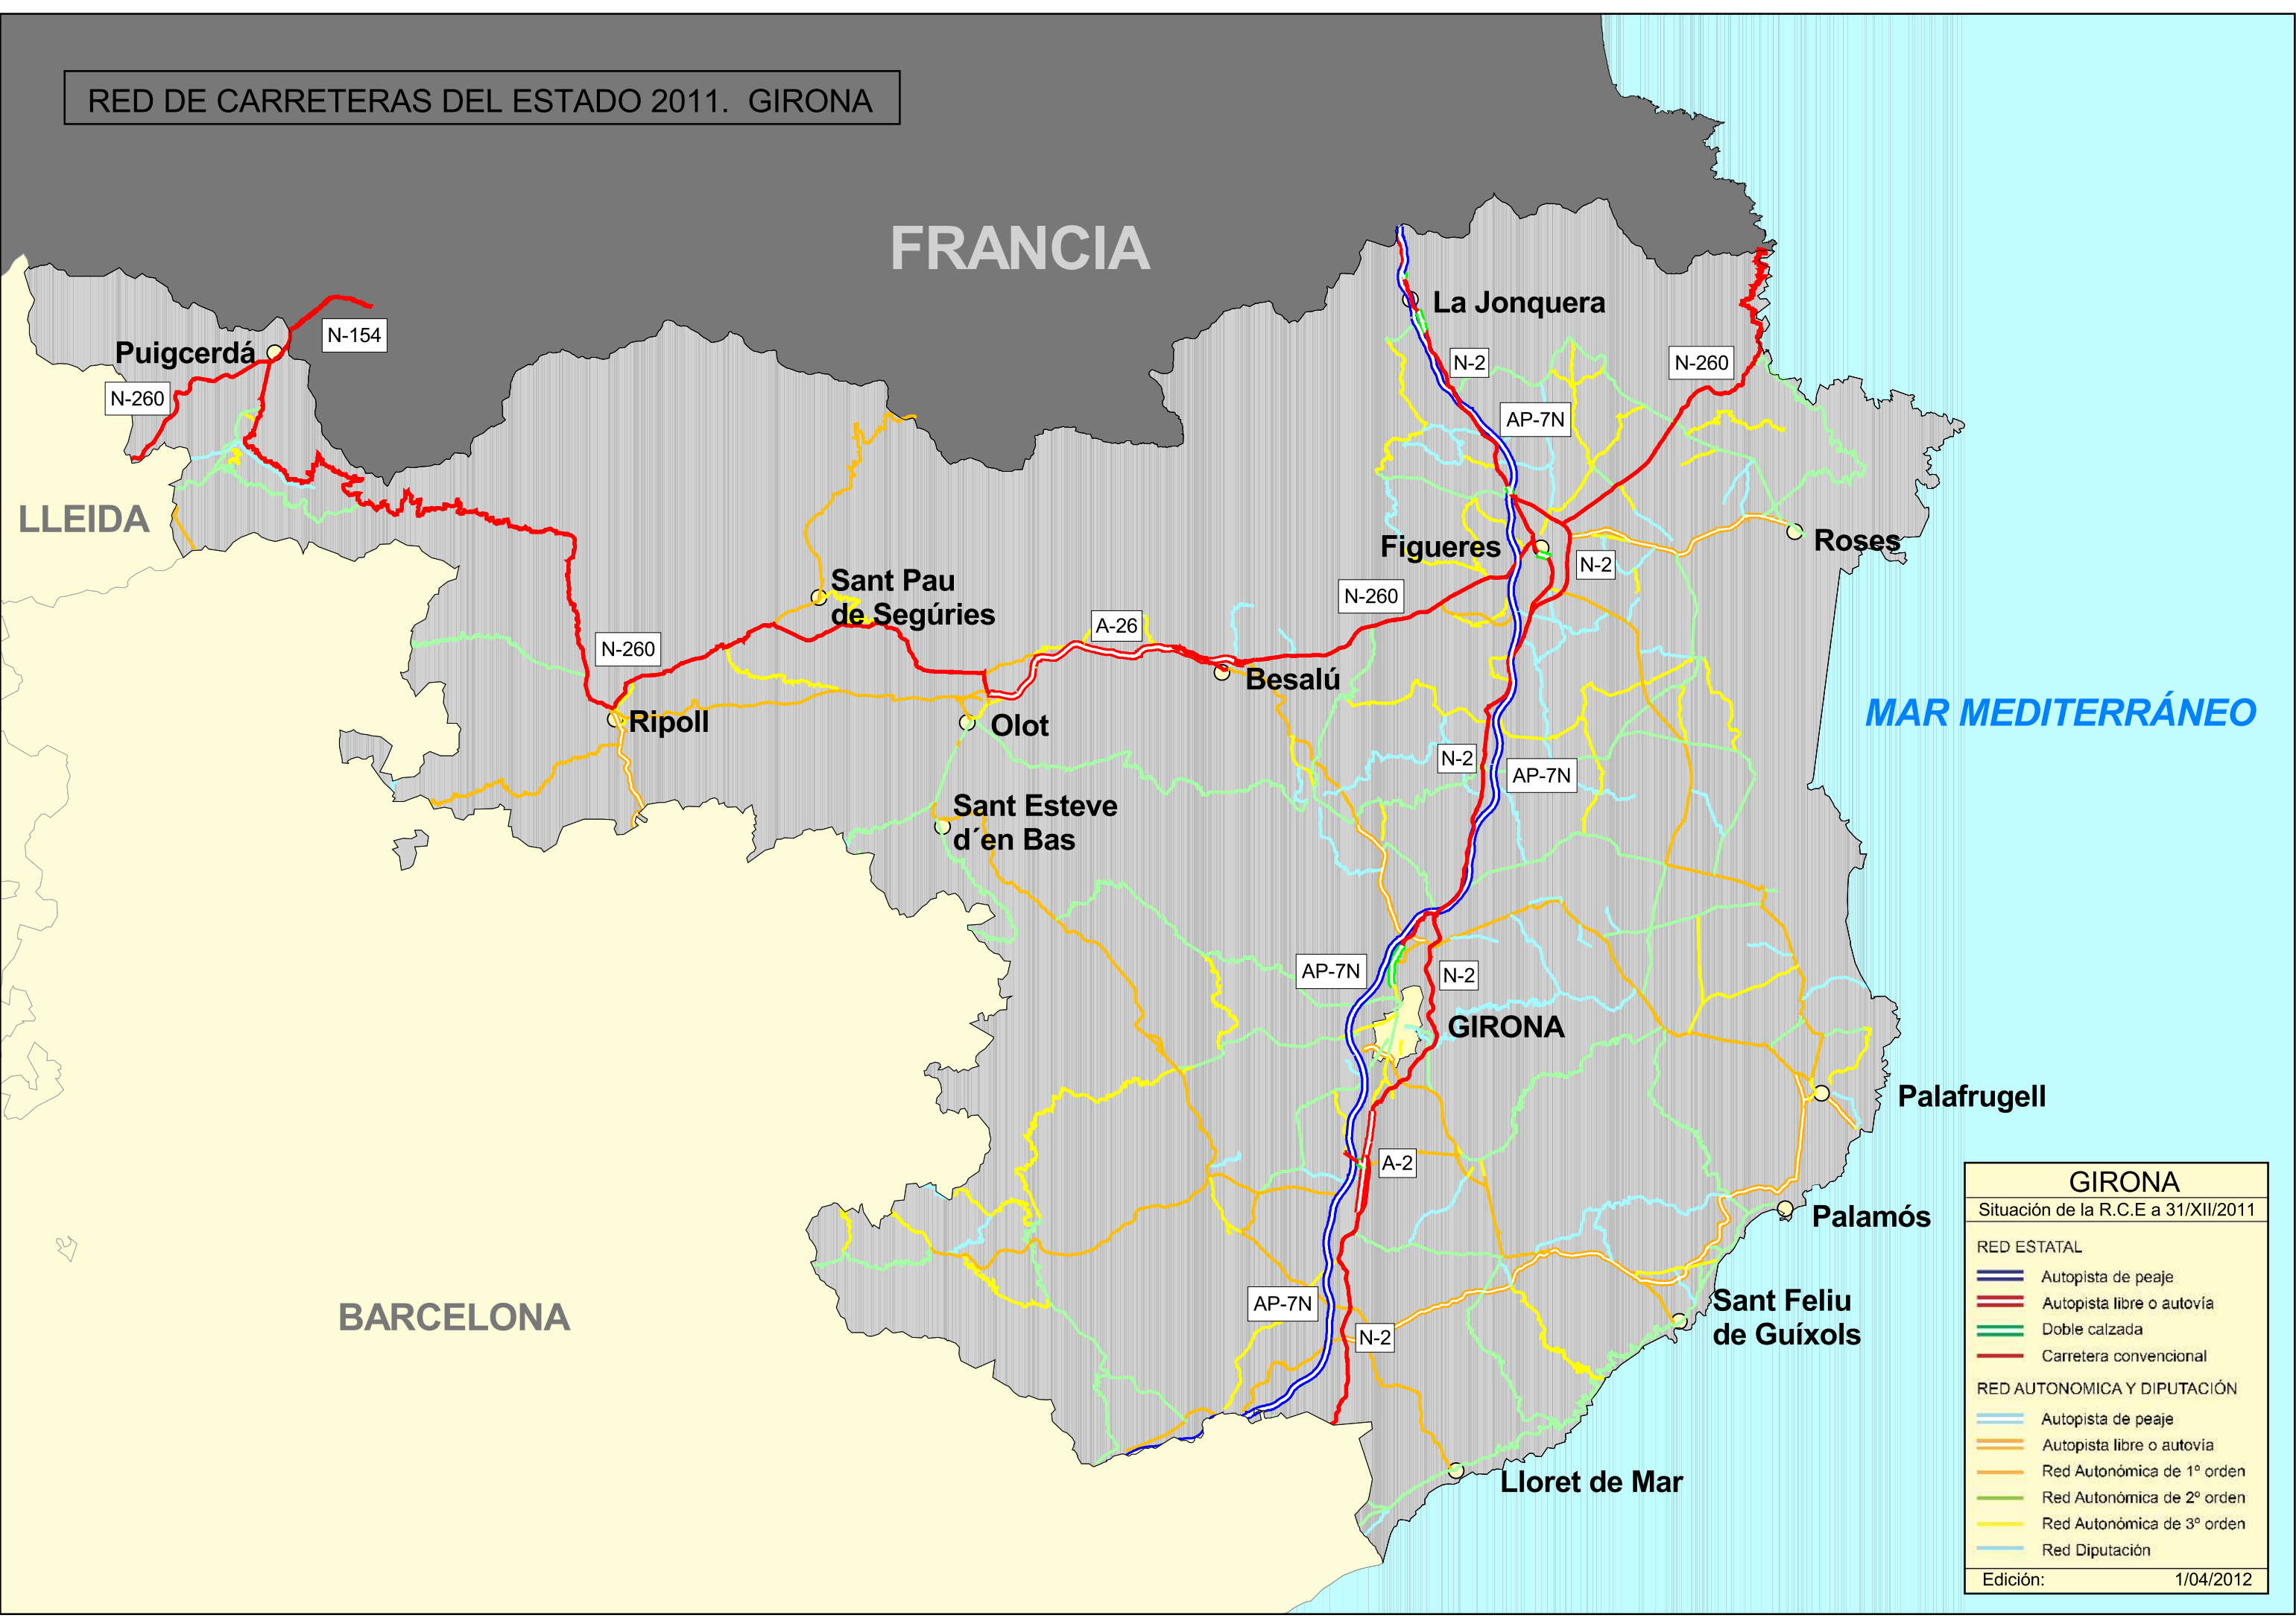 RED DE CARRETERAS DEL ESTADO 2011. GIRONA
FRANCIA
La Jonquera
N-154
Puigcerdá
N-2
N-260
N-260
AP-7N
LLEIDA
Roses
Figueres
N-2
Sant Pau
de Segúries
N-260
A-26
N-260
Besalú
MAR MEDITERRÁNEO
Ripoll
Olot
N-2
AP-7N
Sant Esteve
d´en Bas
AP-7N
N-2
GIRONA
Palafrugell
A-2
Palamós
BARCELONA
AP-7N
N-2
Sant Feliu
de Guíxols
Lloret de Mar
GIRONA
Situación de la R.C.E a 31/XII/2011
RED ESTATAL
Autopista de peaje
Autopista libre o autovía
Doble calzada
Carretera convencional
RED AUTONOMICA Y DIPUTACIÓN
Autopista de peaje
Autopista libre o autovía
Red Autonómica de 1º orden
Red Autonómica de 2º orden
Red Autonómica de 3º orden
Red Diputación
Edición: 1/04/2012